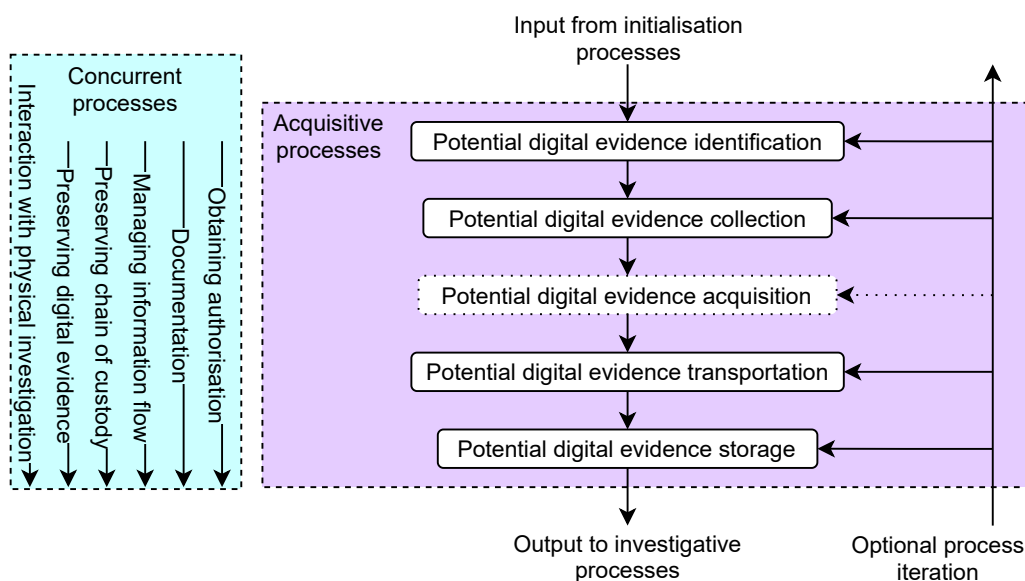 Input from initialisation
processes
Concurrent
processes
Interaction with physical investigation
Preserving digital evidence
Preserving chain of custody
Managing information flow
Documentation
Obtaining authorisation
Acquisitive
processes
Potential digital evidence identification
Potential digital evidence collection
Potential digital evidence acquisition
Potential digital evidence transportation
Potential digital evidence storage
Output to investigative
processes
Optional process
iteration